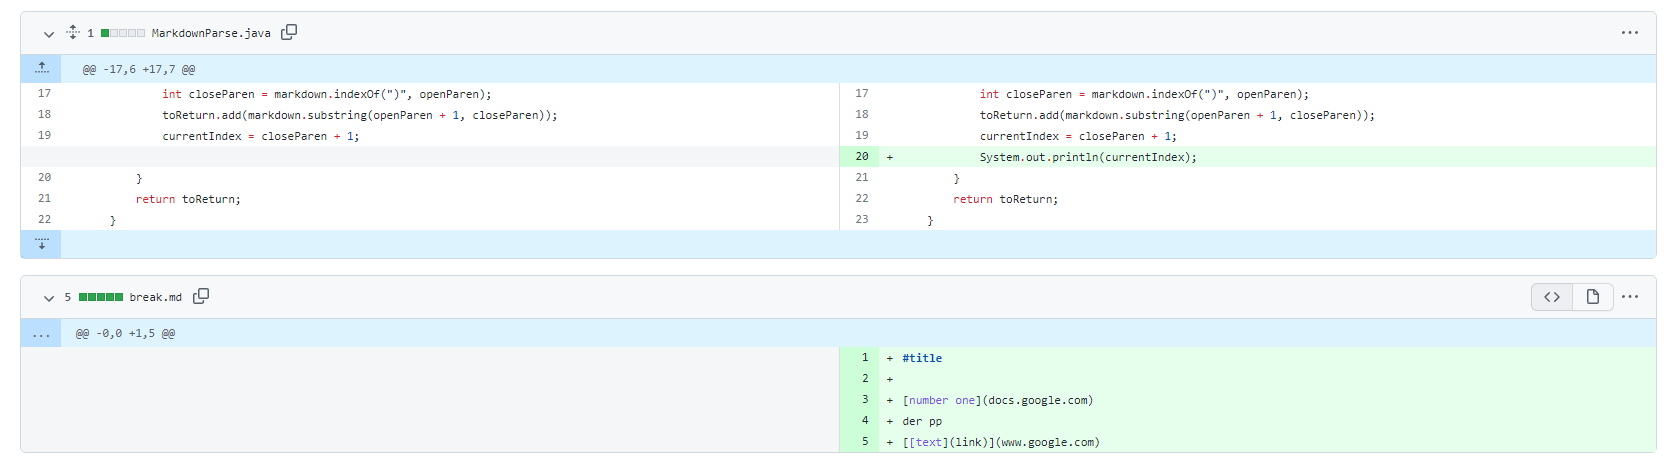 1 MarkdownParse.java
@@ -17,6 +17,7 @@
17 int closeParen = markdown.indexOf(")", openParen); 17 int closeParen = markdown.indexOf(")", openParen);
18 toReturn.add(markdown.substring(openParen + 1, closeParen)); 18 toReturn.add(markdown.substring(openParen + 1, closeParen));
19 currentIndex = closeParen + 1; 19 currentIndex = closeParen + 1;
20 + System.out.println(currentIndex);
20 } 21 }
21 return toReturn; 22 return toReturn;
22 } 23 }
5 break.md
@@ -0,0 +1,5 @@
1 + #title
2 +
3 + [number one](docs.google.com)
4 + der pp
5 + [[text](link)](www.google.com)